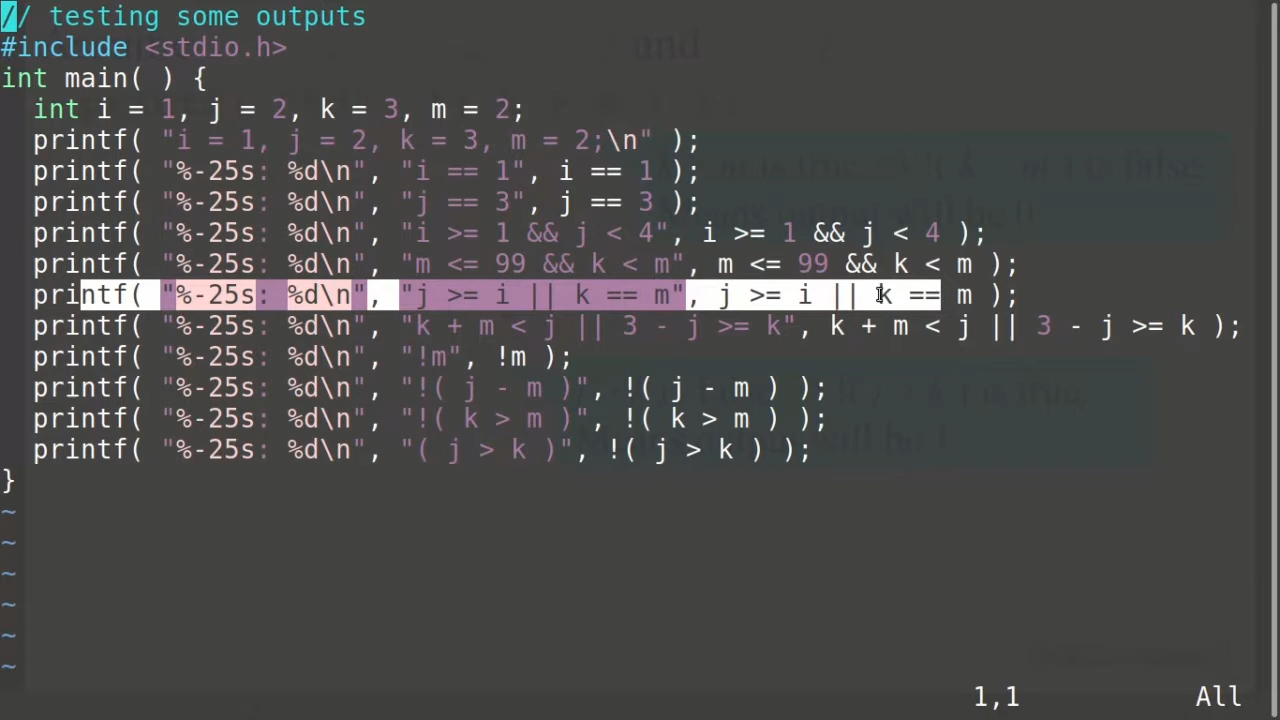 // testing some outputs
#include <stdio.h>
int main( ) {
  int i = 1, j = 2, k = 3, m = 2;
  printf( "i = 1, j = 2, k = 3, m = 2;\n" );
  printf( "%-25s: %d\n", "i == 1", i == 1 );
  printf( "%-25s: %d\n", "j == 3", j == 3 );
  printf( "%-25s: %d\n", "i >= 1 && j < 4", i >= 1 && j < 4 );
  printf( "%-25s: %d\n", "m <= 99 && k < m", m <= 99 && k < m );
  printf( "%-25s: %d\n", "j >= i || k == m", j >= i || k == m );
  printf( "%-25s: %d\n", "k + m < j || 3 - j >= k", k + m < j || 3 - j >= k );
  printf( "%-25s: %d\n", "!m", !m );
  printf( "%-25s: %d\n", "!( j - m )", !( j - m ) );
  printf( "%-25s: %d\n", "!( k > m )", !( k > m ) );
  printf( "%-25s: %d\n", "( j > k )", !( j > k ) );
}
~
~
~
~
~
~
1,1 All